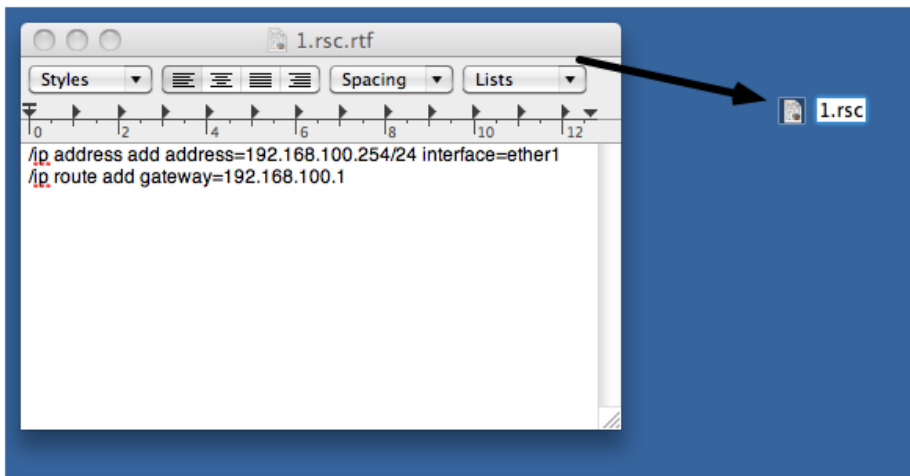 1.rsc.rtf
Styles
Spacing
Lists
0 2 4 6 8 10 12
/ip address add address=192.168.100.254/24 interface=ether1
/ip route add gateway=192.168.100.1
1.rsc